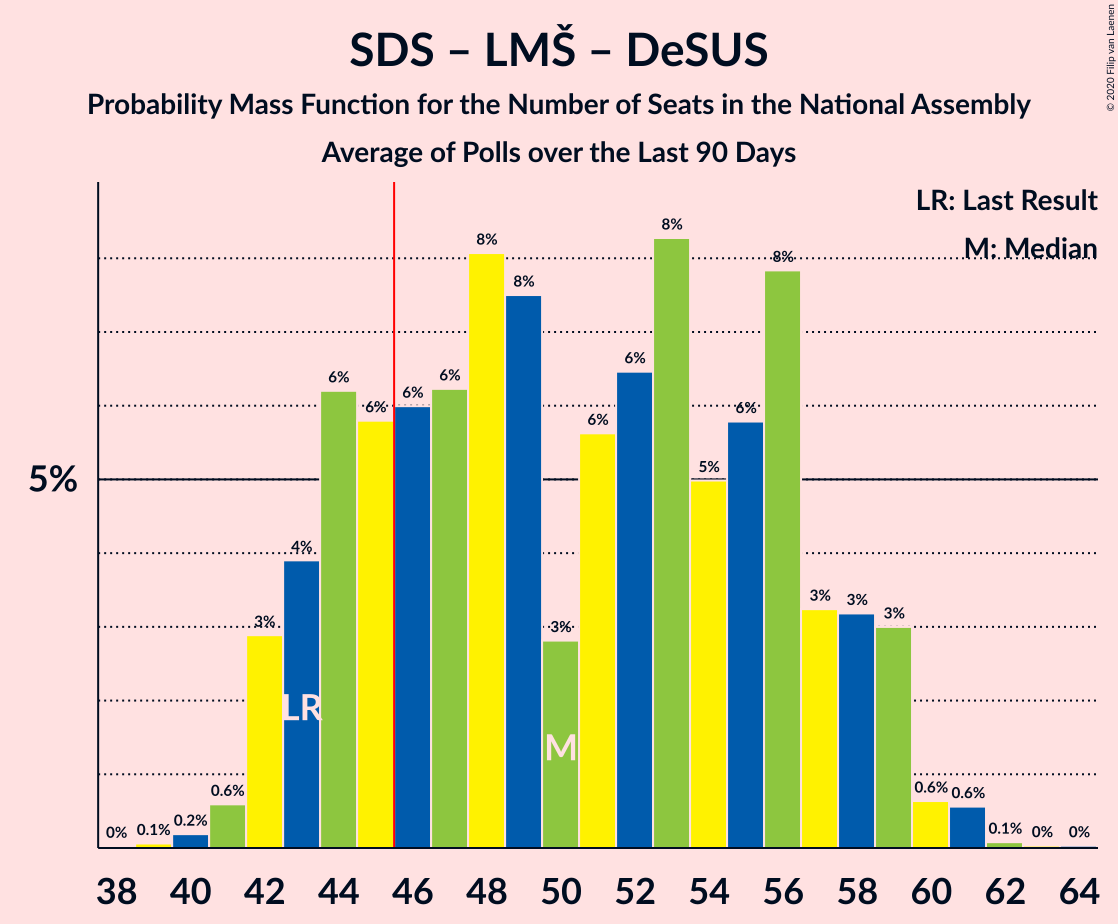 SDS – LMŠ – DeSUS
Probability Mass Function for the Number of Seats in the National Assembly
Average of Polls over the Last 90 Days
© 2020 Filip van Laenen
LR: Last Result
M: Median
5%
0% 0.1% 0.2% 0.6% 3% 4% 6% 6% 6% 6% 8% 8% 3% 6% 6% 8% 5% 6% 8% 3% 3% 3% 0.6% 0.6% 0.1% 0% 0%
LR
M
38 40 42 44 46 48 50 52 54 56 58 60 62 64